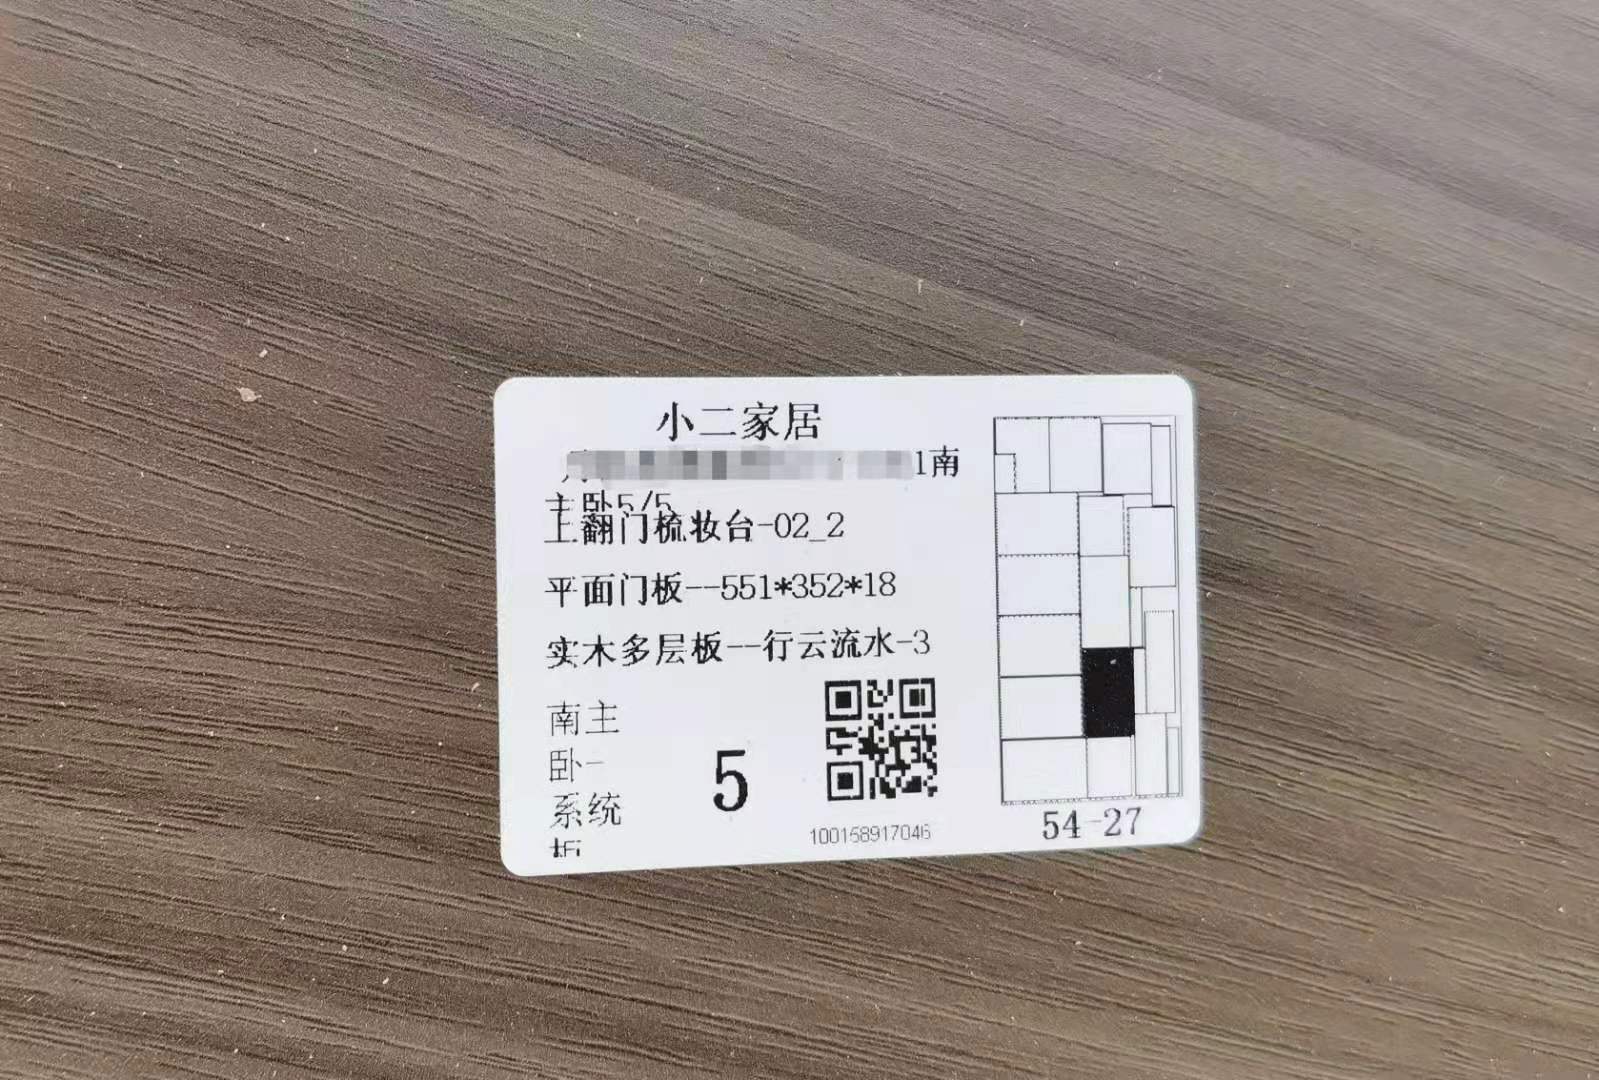 小二家居
1南
主卧5/5
上翻门梳妆台-02_2
平面门板--551*352*18
实木多层板--行云流水-3
南主
卧-
系统
板
5
100158917046
54-27